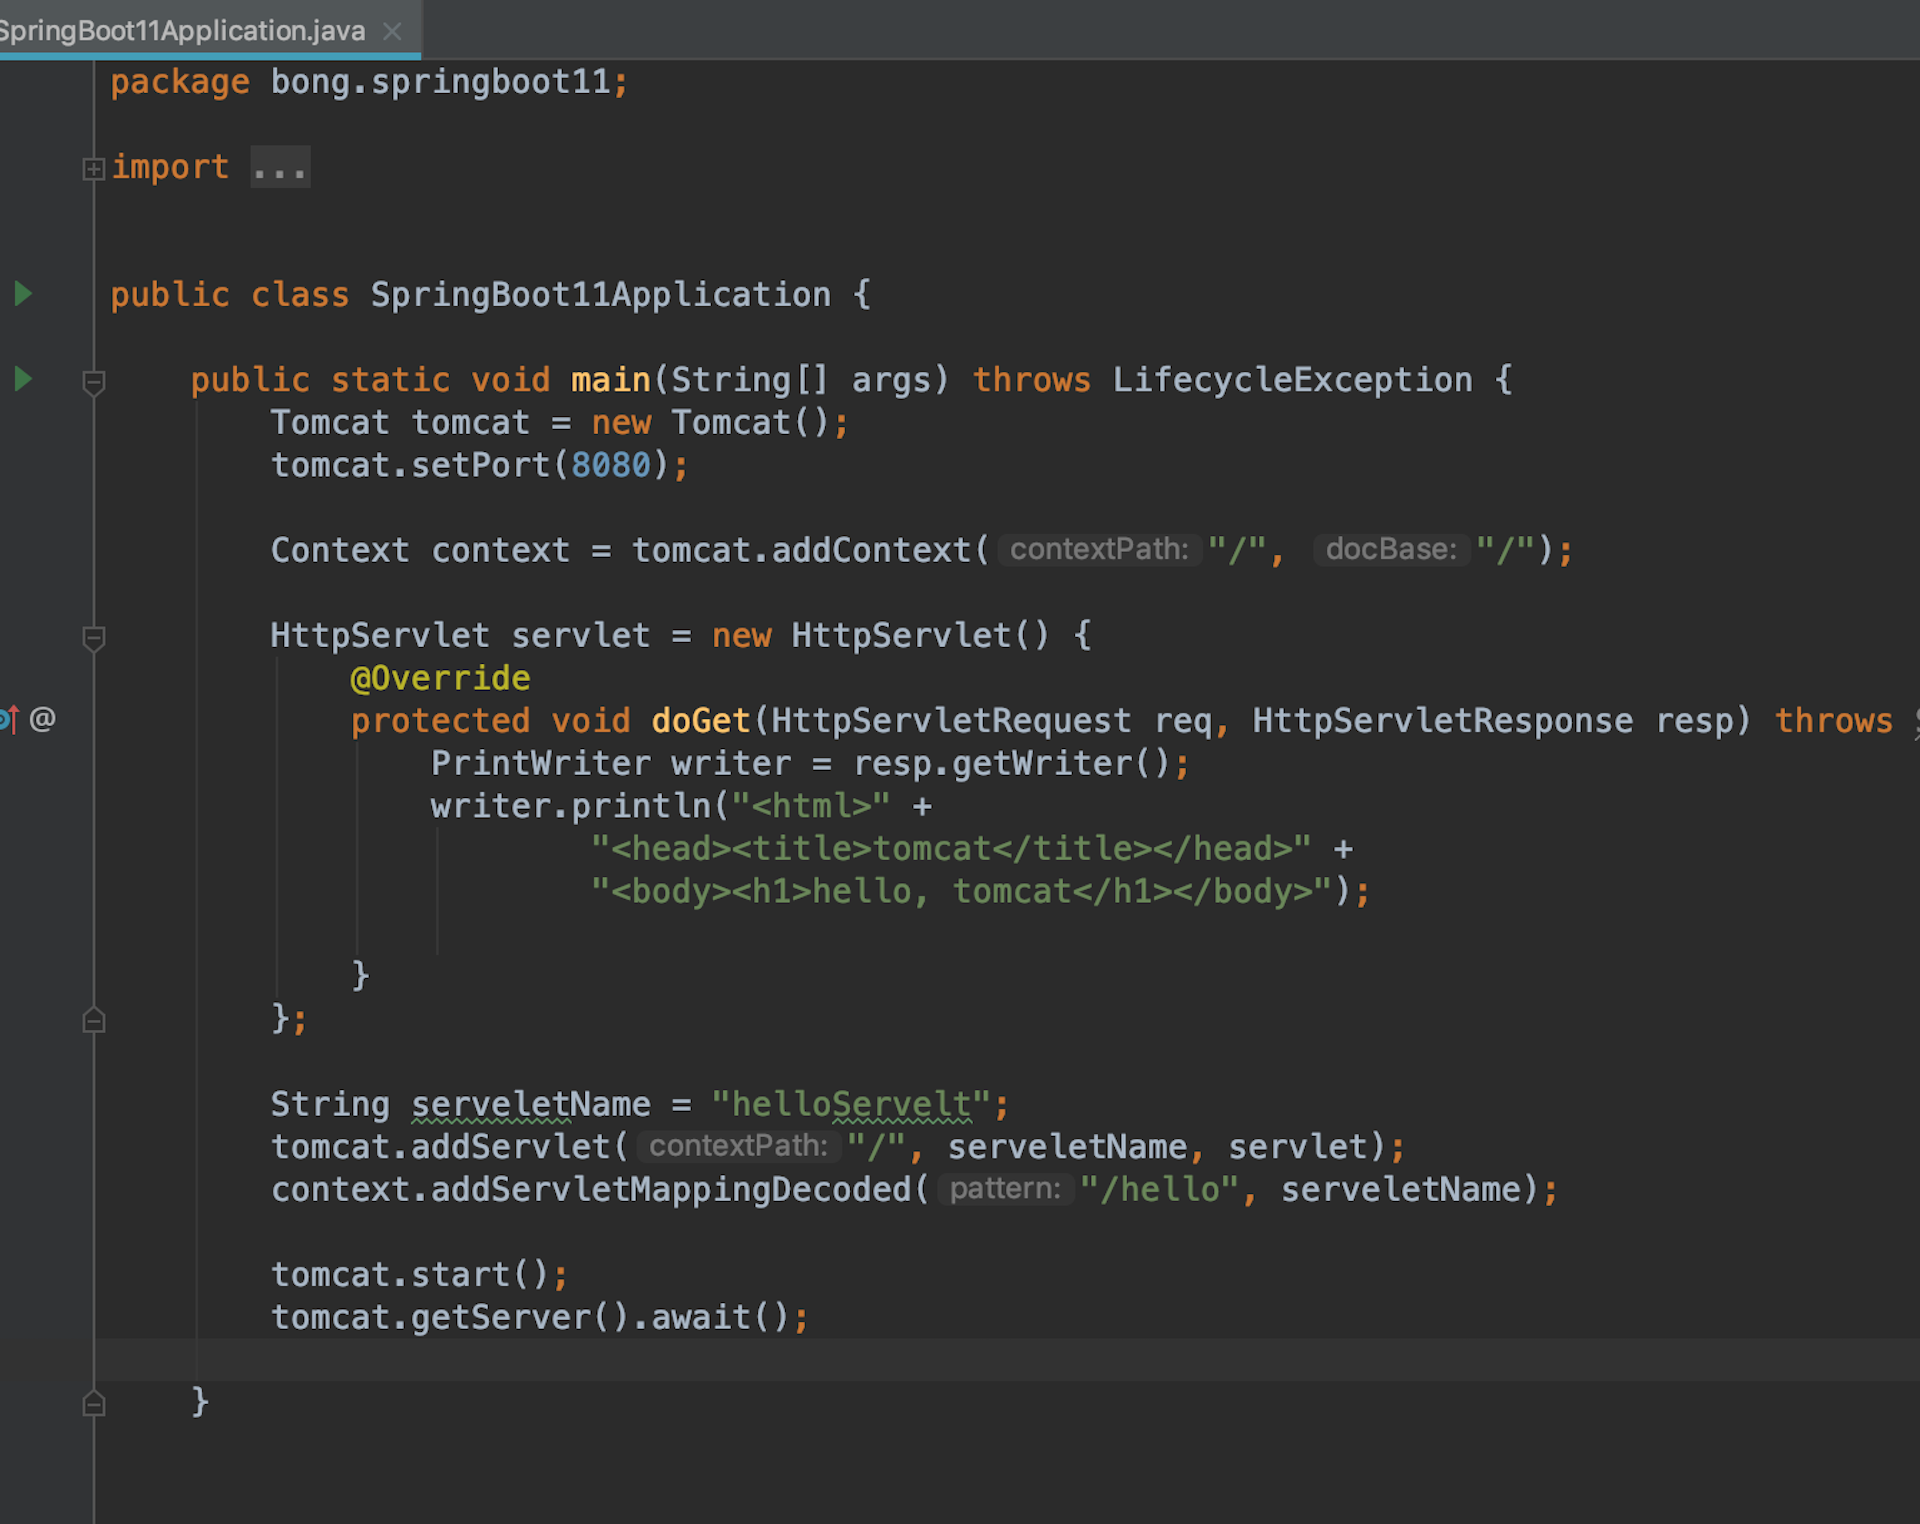 SpringBoot11Application.java
package bong.springboot11;
import ...
public class SpringBoot11Application {
public static void main(String[] args) throws LifecycleException {
Tomcat tomcat = new Tomcat();
tomcat.setPort(8080);
Context context = tomcat.addContext( contextPath: "/", docBase: "/");
HttpServlet servlet = new HttpServlet() {
@Override
@ protected void doGet(HttpServletRequest req, HttpServletResponse resp) throws
PrintWriter writer = resp.getWriter();
writer.println("<html>" +
"<head><title>tomcat</title></head>" +
"<body><h1>hello, tomcat</h1></body>");
}
};
String serveletName = "helloServelt";
tomcat.addServlet( contextPath: "/", serveletName, servlet);
context.addServletMappingDecoded( pattern: "/hello", serveletName);
tomcat.start();
tomcat.getServer().await();
}